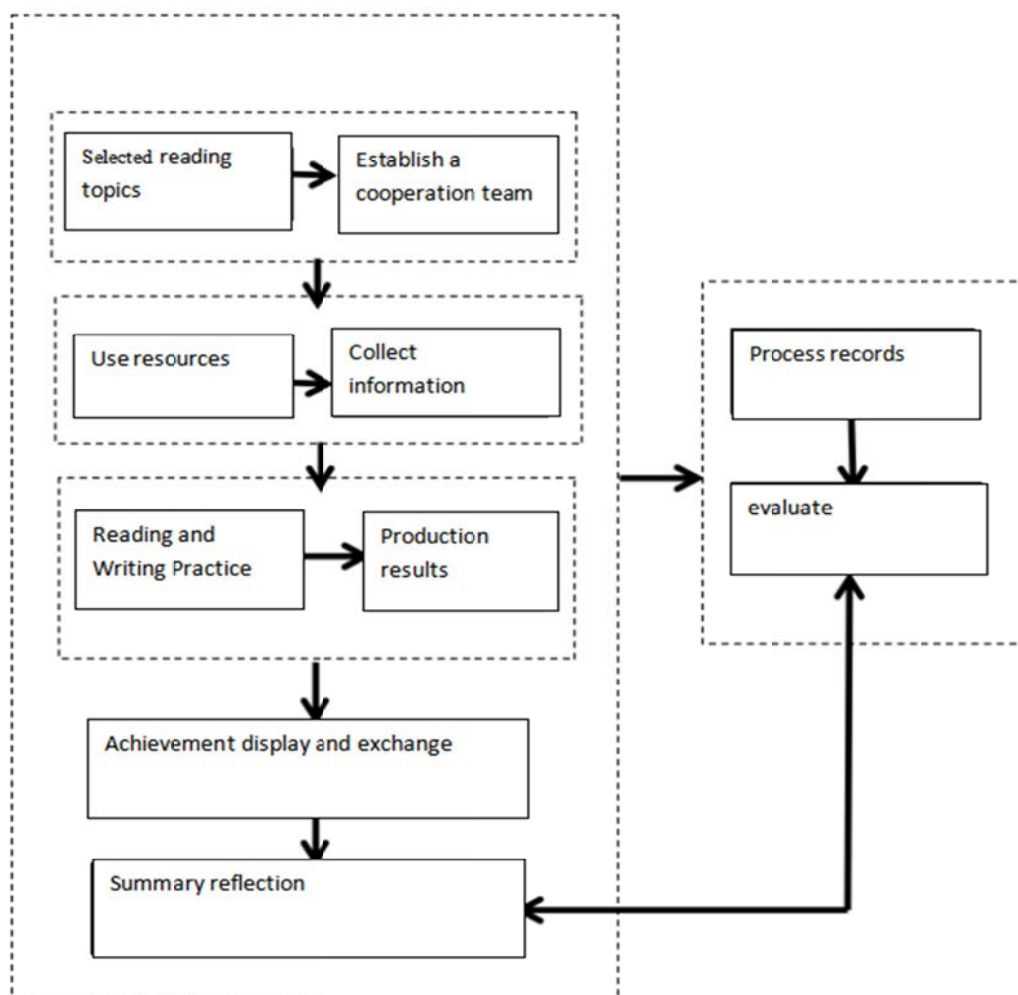 Selected reading
topics
Establish a
cooperation team
Use resources
Collect
information
Reading and
Writing Practice
Production
results
Achievement display and exchange
Summary reflection
Process records
evaluate